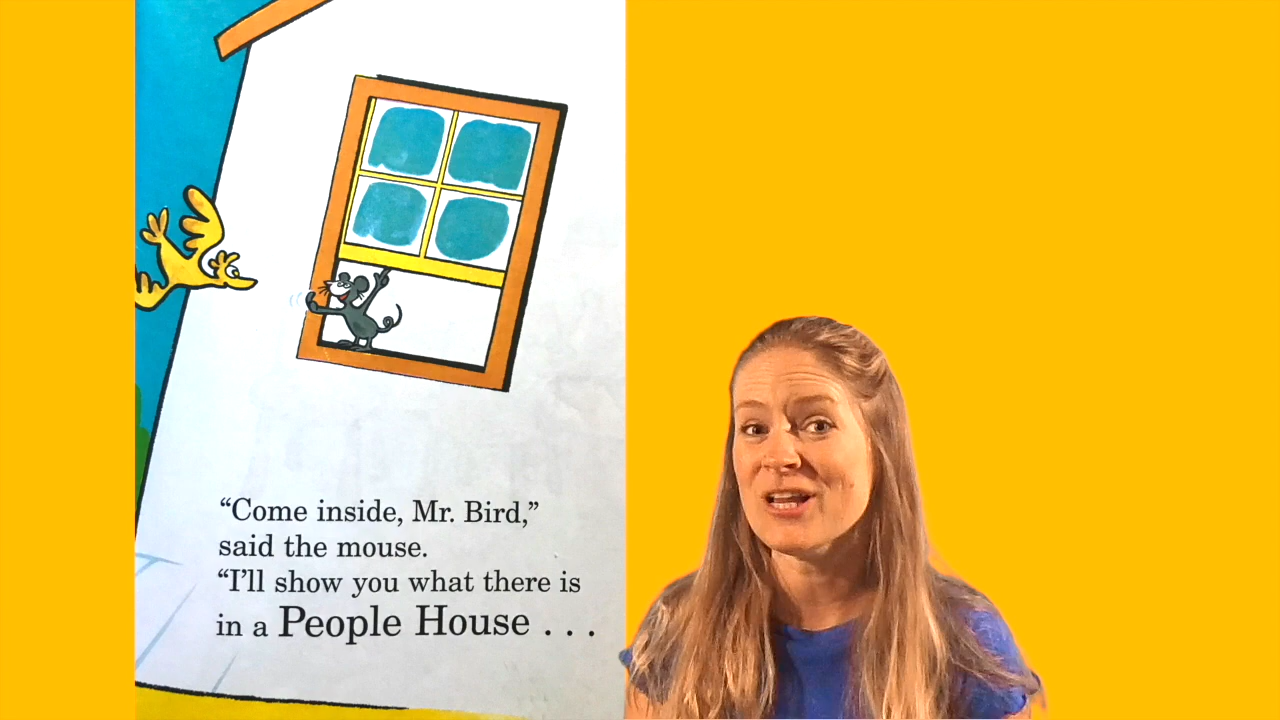 “Come inside, Mr. Bird,”
said the mouse.
“I’ll show you what there is
in a People House . . .